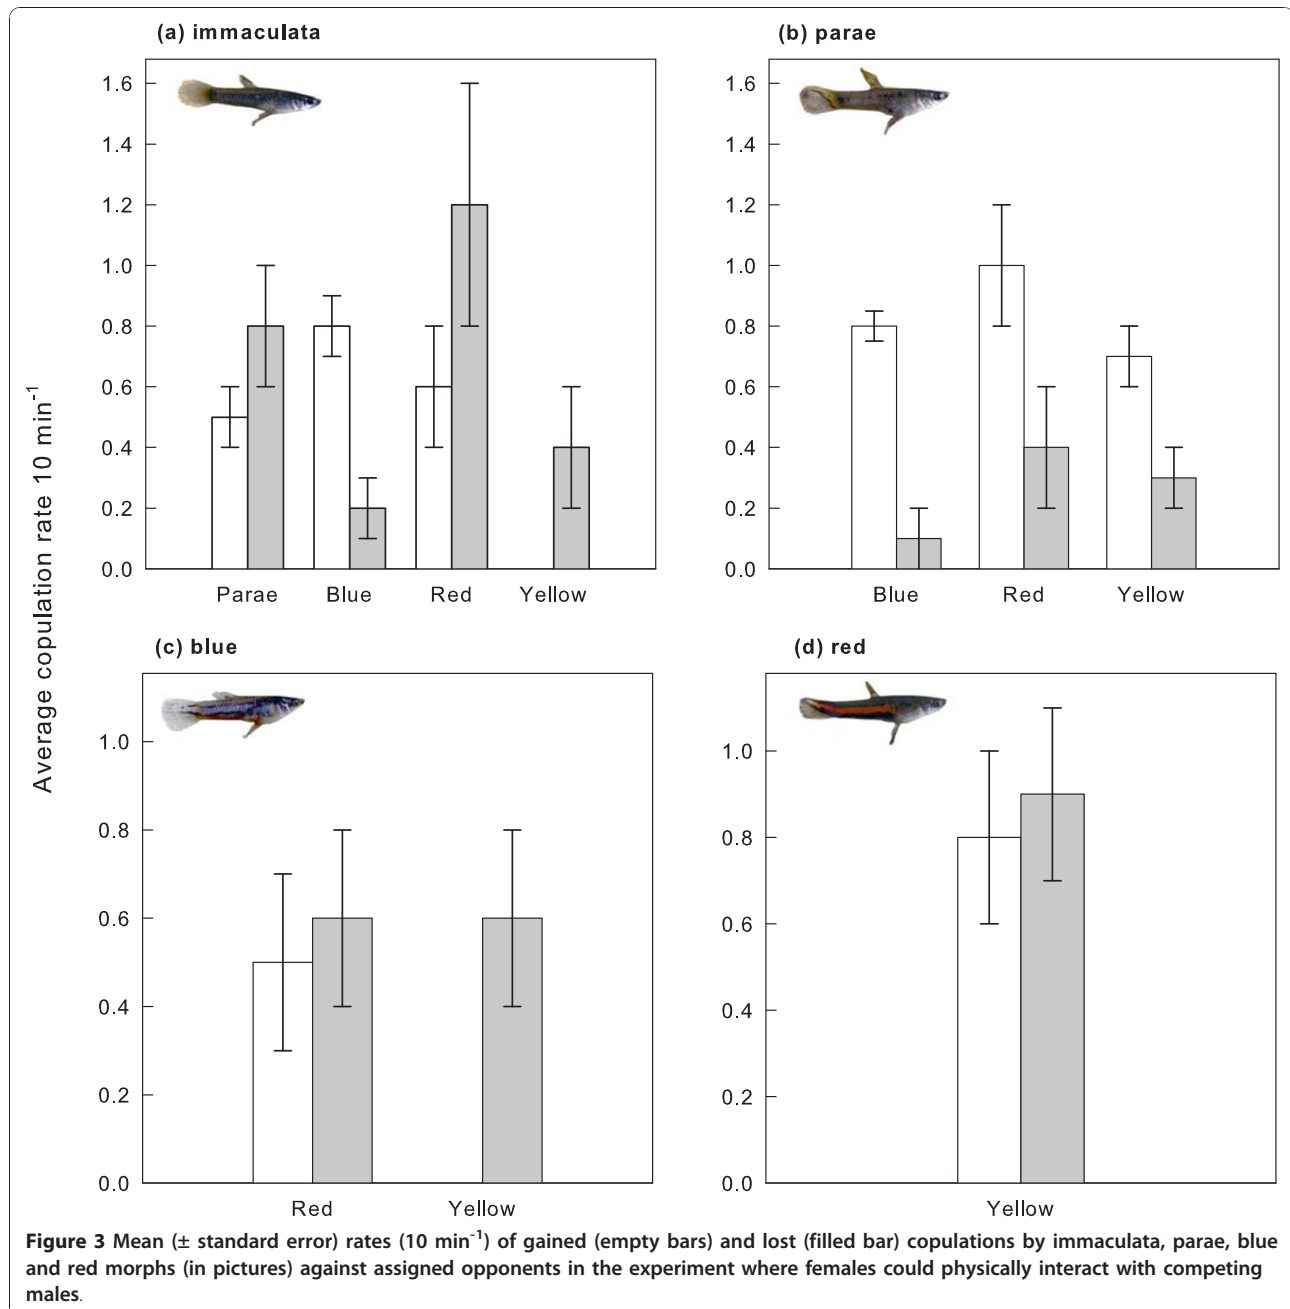 (a) immaculata
(b) parae
Average copulation rate 10 min-1
1.6
1.4
1.2
1.0
0.8
0.6
0.4
0.2
0.0
Parae Blue Red Yellow
1.6
1.4
1.2
1.0
0.8
0.6
0.4
0.2
0.0
Blue Red Yellow
(c) blue
(d) red
1.0
0.8
0.6
0.4
0.2
0.0
Red Yellow
1.0
0.8
0.6
0.4
0.2
0.0
Yellow
Figure 3 Mean (± standard error) rates (10 min-1) of gained (empty bars) and lost (filled bar) copulations by immaculata, parae, blue
and red morphs (in pictures) against assigned opponents in the experiment where females could physically interact with competing
males.